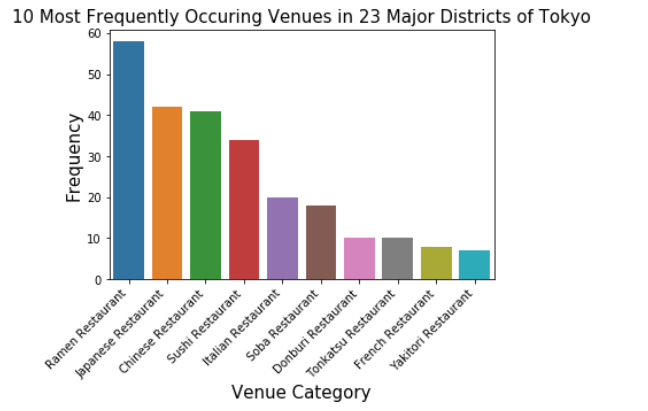 10 Most Frequently Occuring Venues in 23 Major Districts of Tokyo
60
50
40
30
20
10
0
Frequency
Ramen Restaurant
Japanese Restaurant
Chinese Restaurant
Sushi Restaurant
Italian Restaurant
Soba Restaurant
Donburi Restaurant
Tonkatsu Restaurant
French Restaurant
Yakitori Restaurant
Venue Category